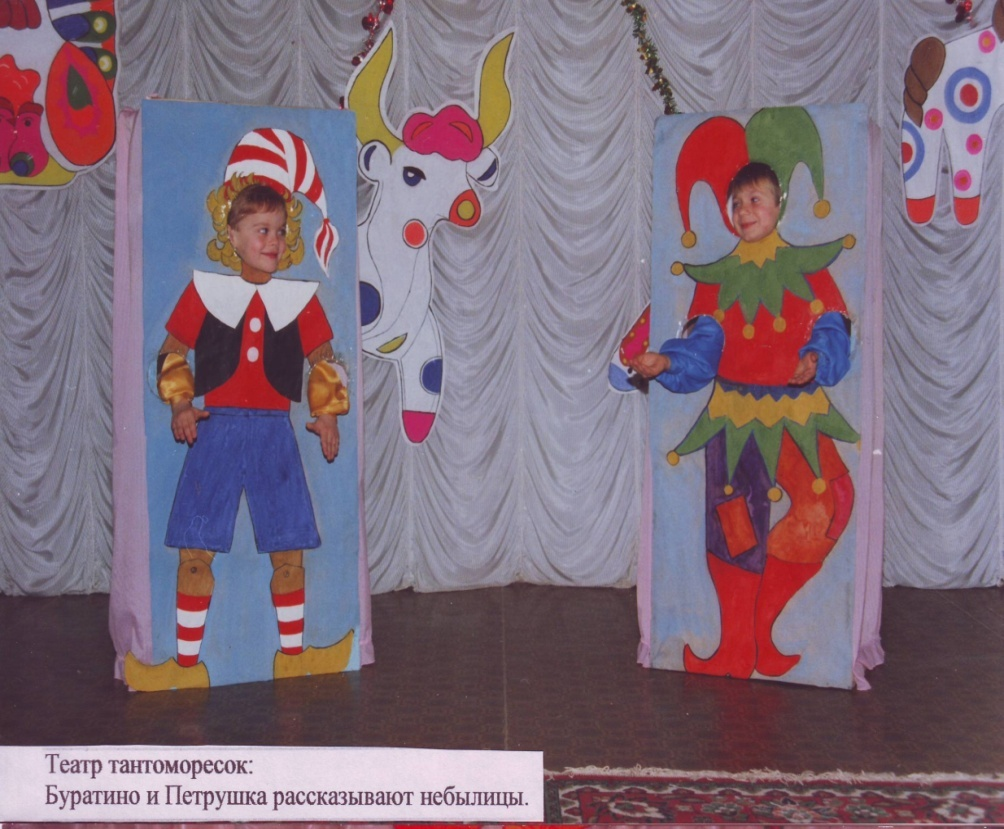 Театр тантоморесок:
Буратино и Петрушка рассказывают небылицы.